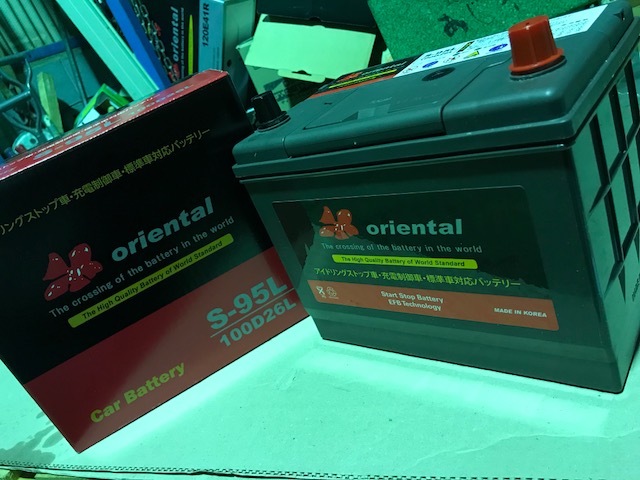 oriental
120E41R
ドリングストップ車・充電制御車・標準車対応バッテリー
oriental
The crossing of the battery in the world
The High Quality Battery of World Standard
S-95L
100D26L
Car Battery
oriental
The crossing of the battery in the world
The High Quality Battery of World Standard
アイドリングストップ車・充電制御車・標準車対応バッテリー
Start Stop Battery
EFB Technology
MADE IN KOREA